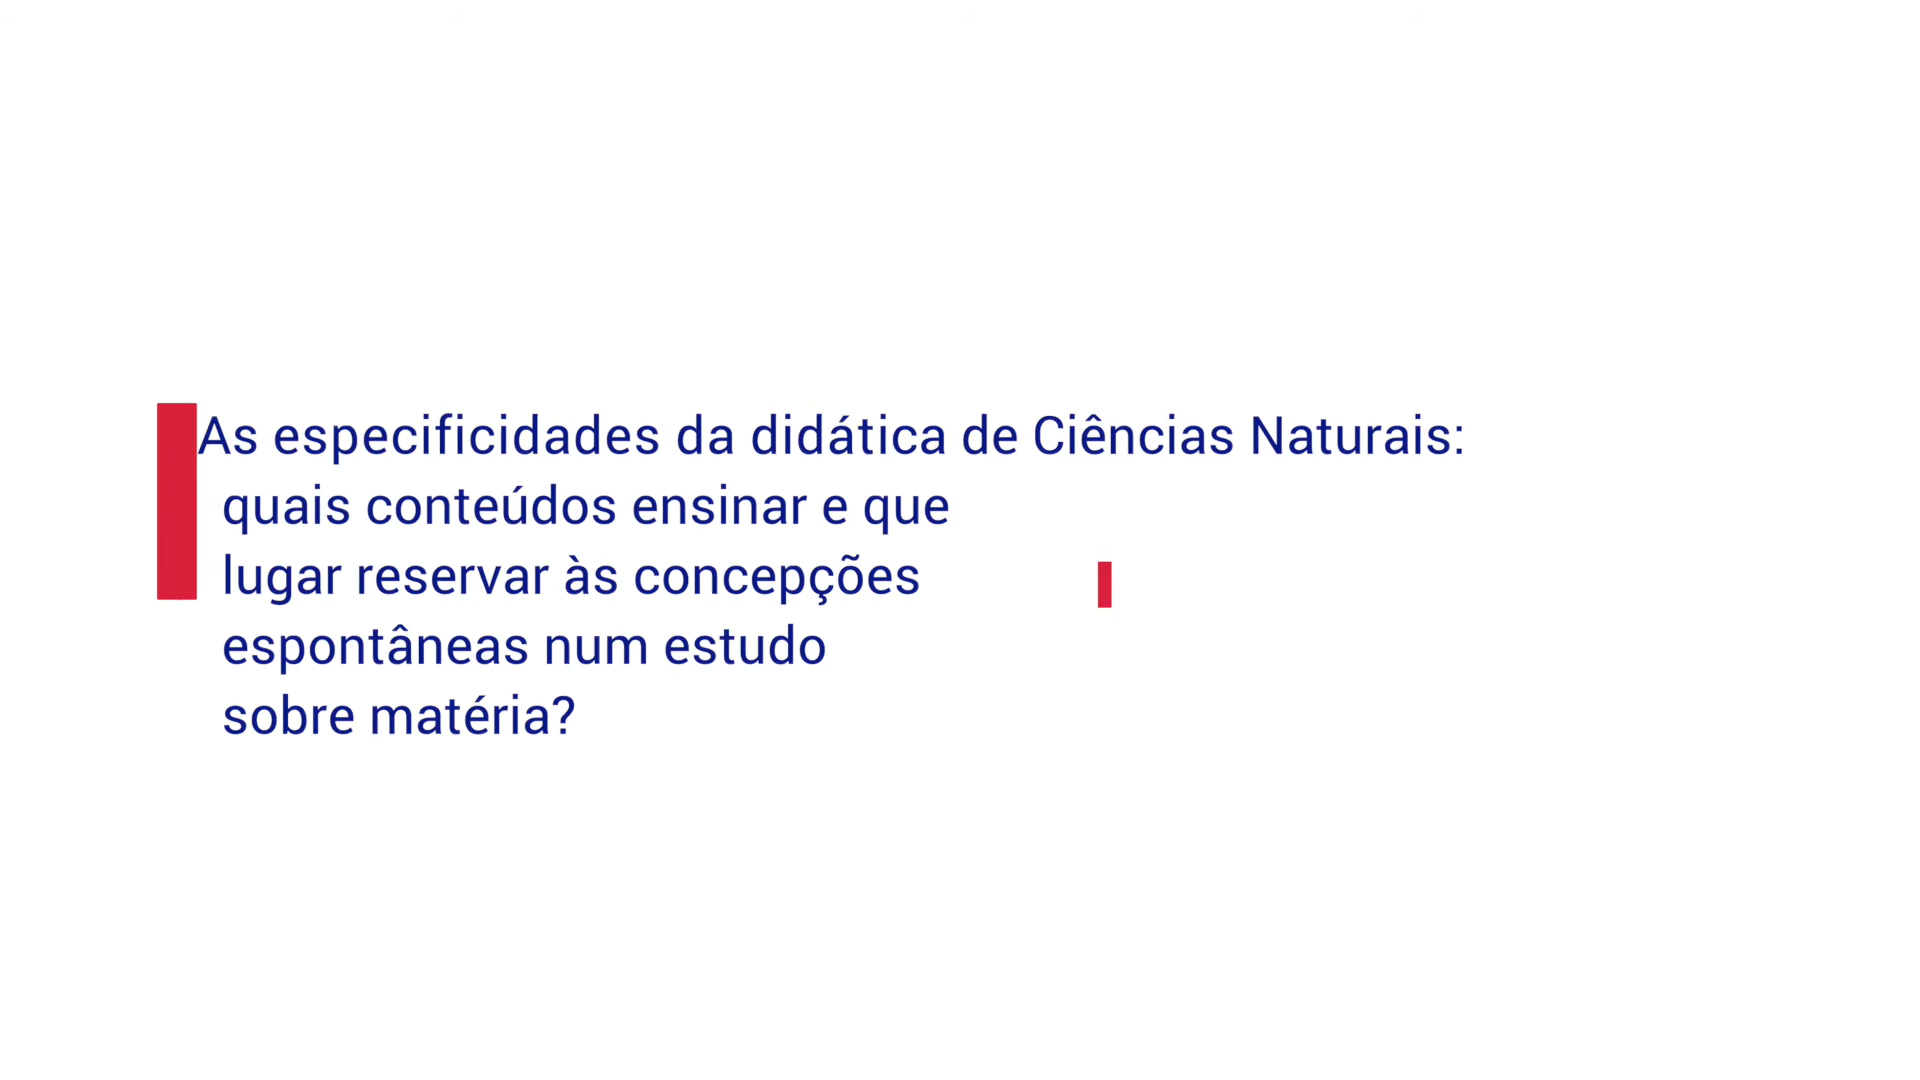 As especificidades da didática de Ciências Naturais:
quais conteúdos ensinar e que
lugar reservar às concepções
espontâneas num estudo
sobre matéria?